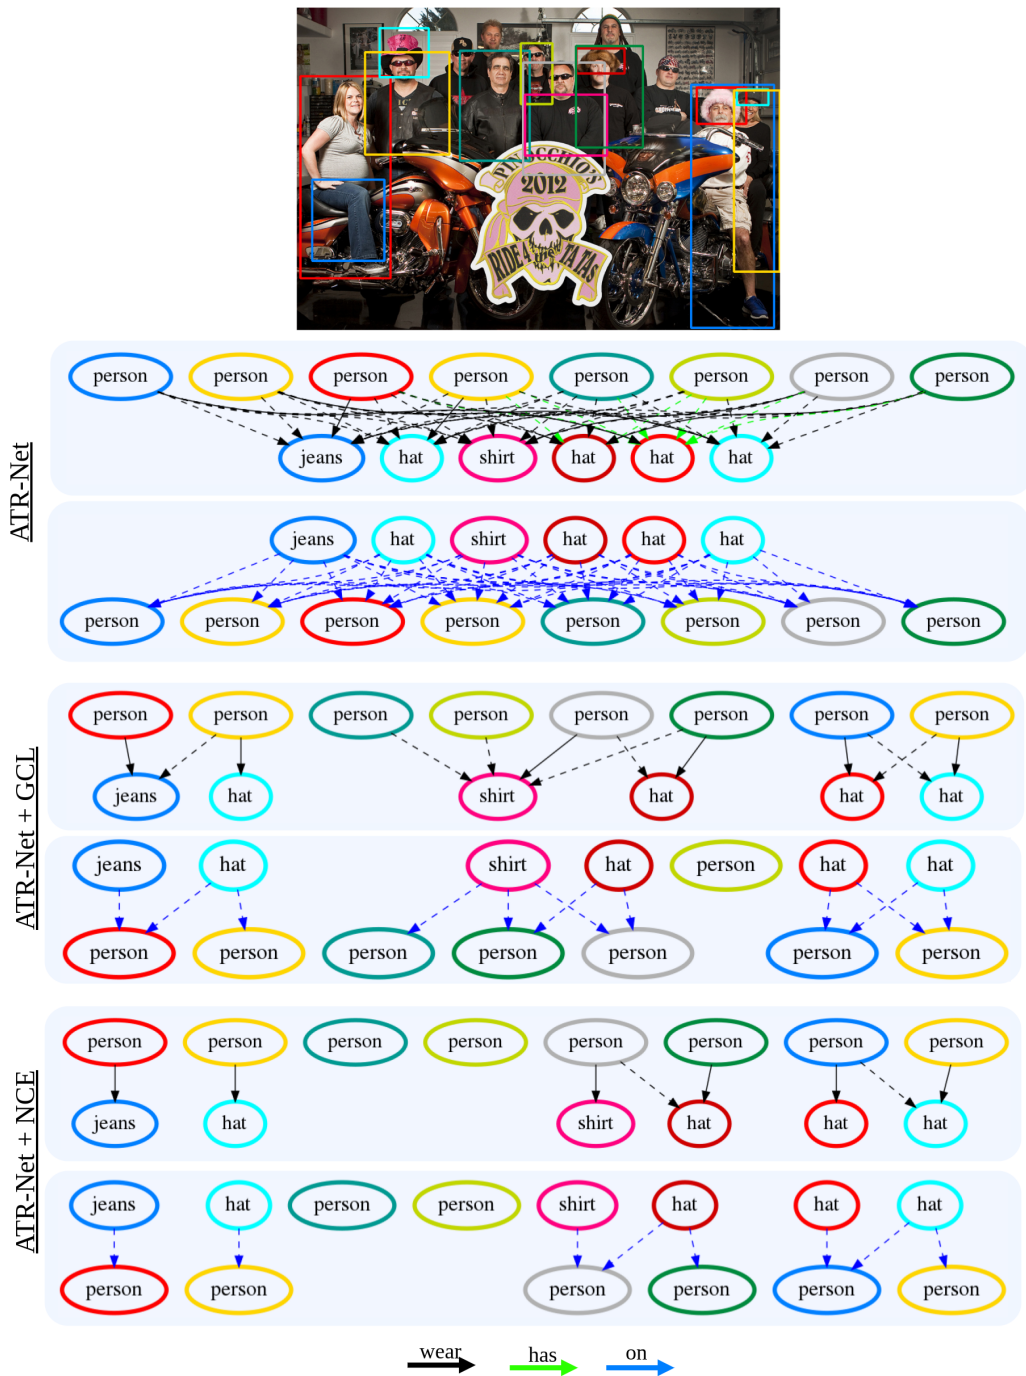 PINOCCHIO'S
2012
RIDE 4 the TATAS
ATR-Net
person person person person person person person person
jeans hat shirt hat hat hat
jeans hat shirt hat hat hat
person person person person person person person person
ATR-Net + GCL
person person person person person person person person
jeans hat shirt hat hat hat
jeans hat shirt hat person hat hat
person person person person person person person
ATR-Net + NCE
person person person person person person person person
jeans hat shirt hat hat hat
jeans hat person person shirt hat hat hat
person person person person person person
wear has on